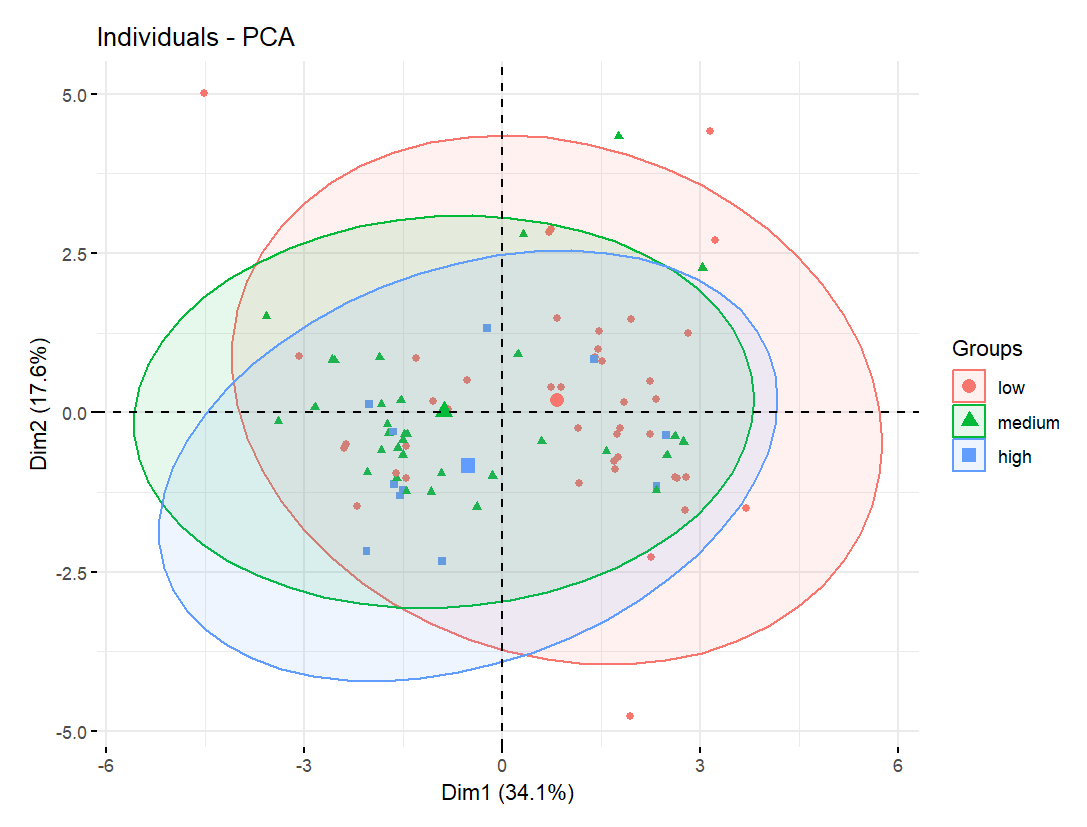 Individuals - PCA
5.0
2.5
0.0
-2.5
-5.0
Dim2 (17.6%)
-6
-3
0
3
6
Dim1 (34.1%)
Groups
low
medium
high